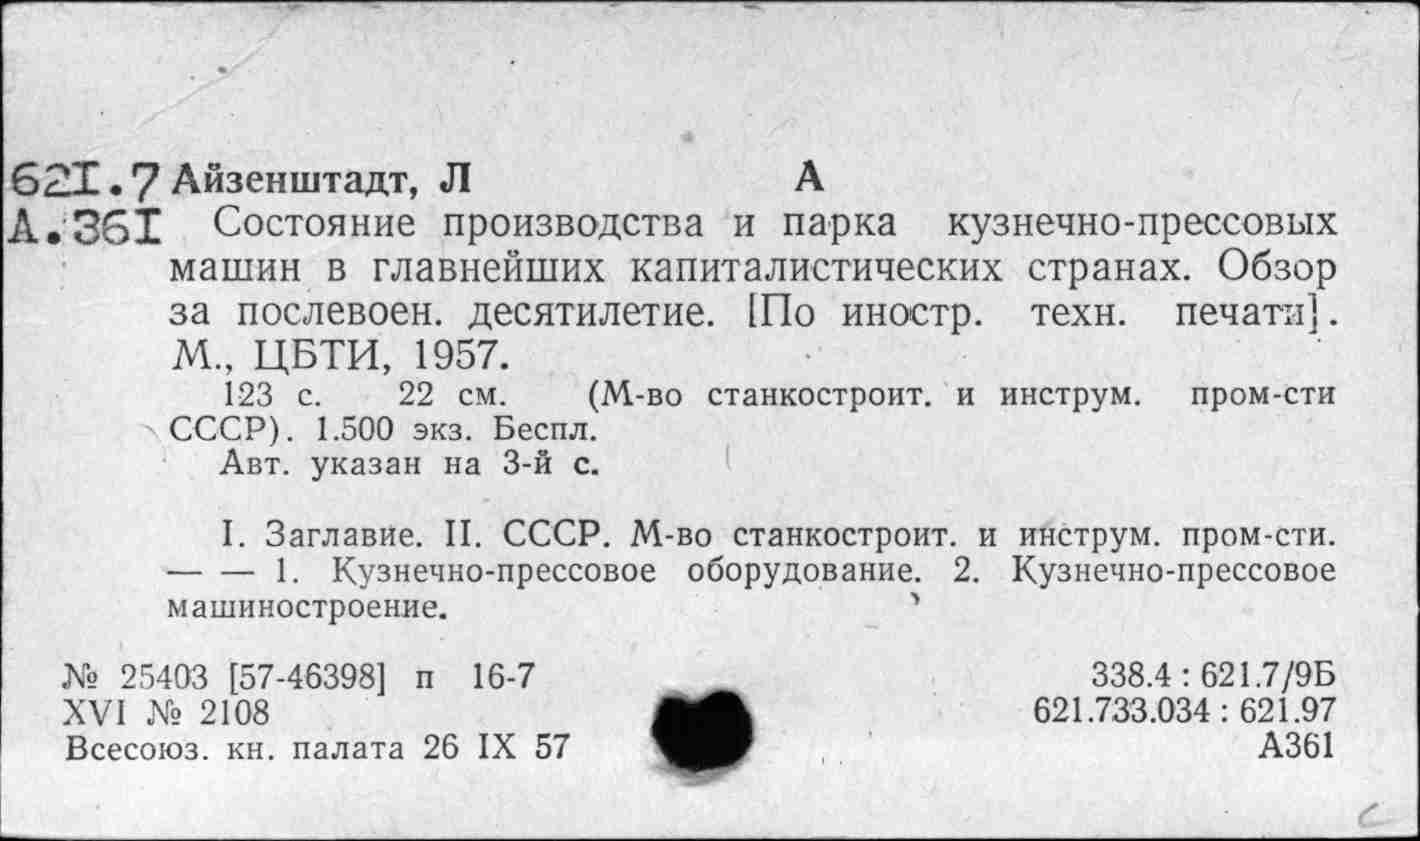 621.7 Айзенштадт, Л А
А.361 Состояние производства и парка кузнечно-прессовых
машин в главнейших капиталистических странах. Обзор
за послевоен. десятилетие. [По иностр. техн. печати].
М., ЦБТИ, 1957.
123 с. 22 см. (М-во станкостроит. и инструм. пром-сти
СССР). 1.500 экз. Беспл.
Авт. указан на 3-й с.
I. Заглавие. II. СССР. М-во станкостроит. и инструм. пром-сти.
— — 1. Кузнечно-прессовое оборудование. 2. Кузнечно-прессовое
машиностроение.
№ 25403 [57-46398] п 16-7 338.4 : 621.7/9Б
XVI № 2108 621.733.034 : 621.97
Всесоюз. кн. палата 26 IX 57 А361